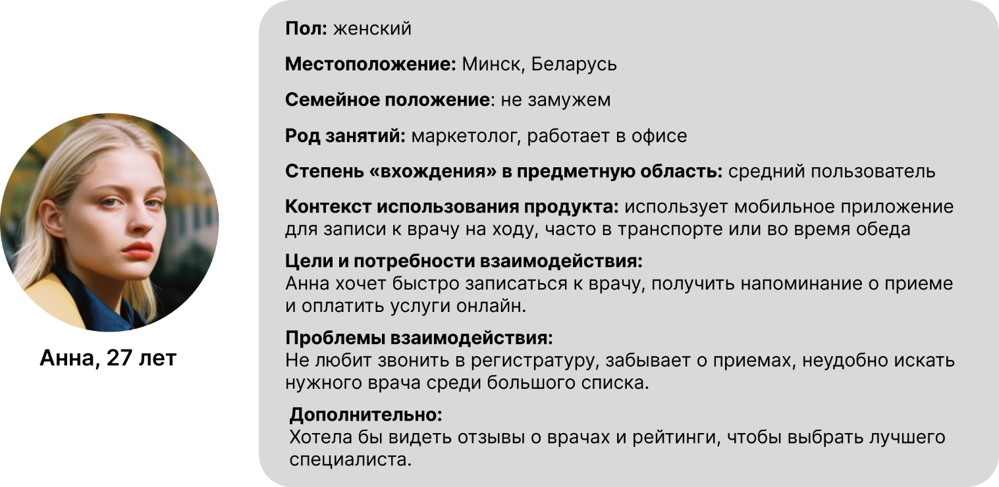 Анна, 27 лет
Пол: женский
Местоположение: Минск, Беларусь
Семейное положение: не замужем
Род занятий: маркетолог, работает в офисе
Степень «вхождения» в предметную область: средний пользователь
Контекст использования продукта: использует мобильное приложение
для записи к врачу на ходу, часто в транспорте или во время обеда
Цели и потребности взаимодействия:
Анна хочет быстро записаться к врачу, получить напоминание о приеме
и оплатить услуги онлайн.
Проблемы взаимодействия:
Не любит звонить в регистратуру, забывает о приемах, неудобно искать
нужного врача среди большого списка.
Дополнительно:
Хотела бы видеть отзывы о врачах и рейтинги, чтобы выбрать лучшего
специалиста.